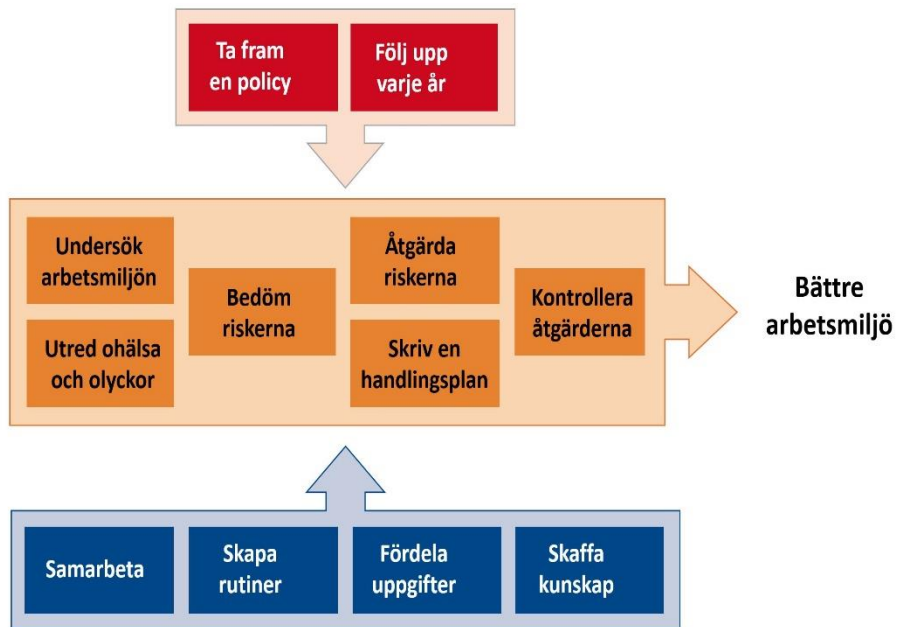 Ta fram
en policy
Följ upp
varje år
Undersök
arbetsmiljön
Utred ohälsa
och olyckor
Bedöm
riskerna
Åtgärda
riskerna
Skriv en
handlingsplan
Kontrollera
åtgärderna
Bättre
arbetsmiljö
Samarbeta
Skapa
rutiner
Fördela
uppgifter
Skaffa
kunskap